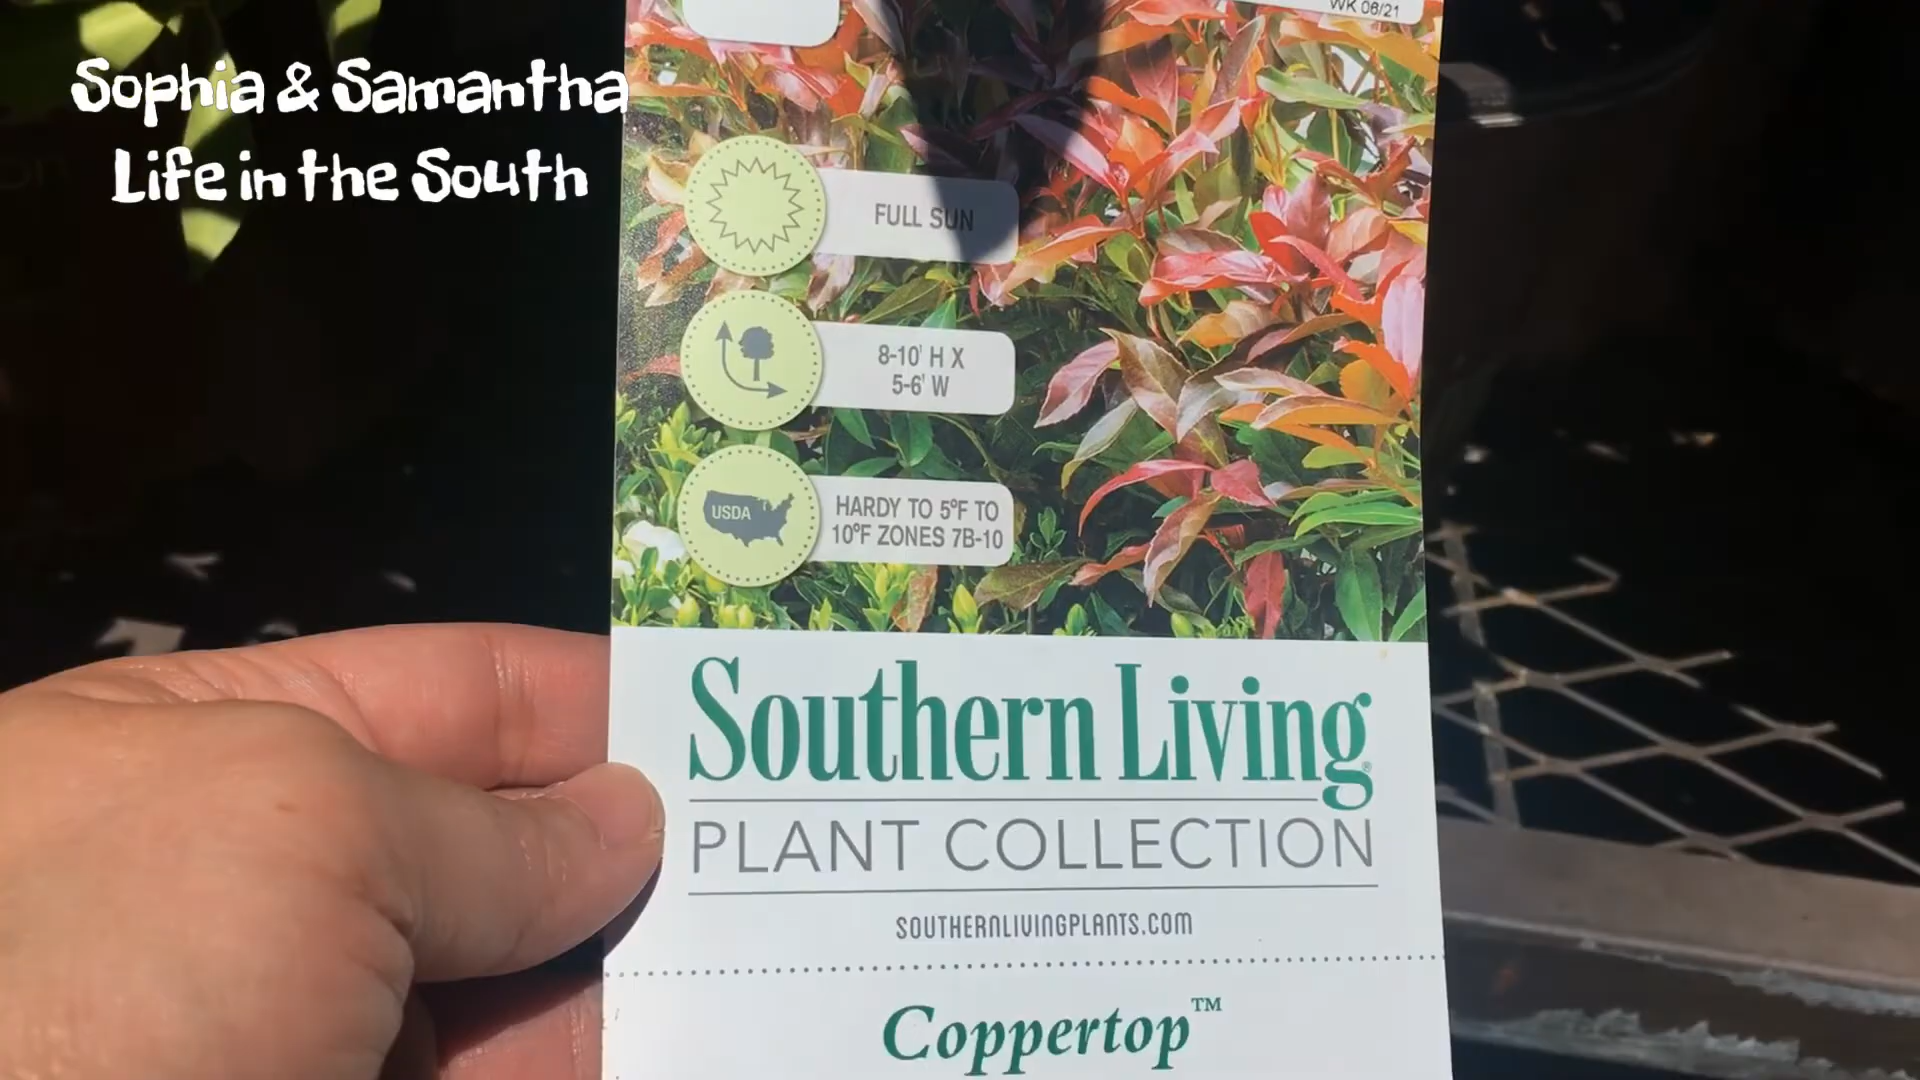 Sophia & Samantha
Life in the South
WK 06/21
FULL SUN
8-10' H X
5-6' W
USDA
HARDY TO 5°F TO
10°F ZONES 7B-10
Southern Living®
PLANT COLLECTION
SOUTHERNLIVINGPLANTS.COM
Coppertop™